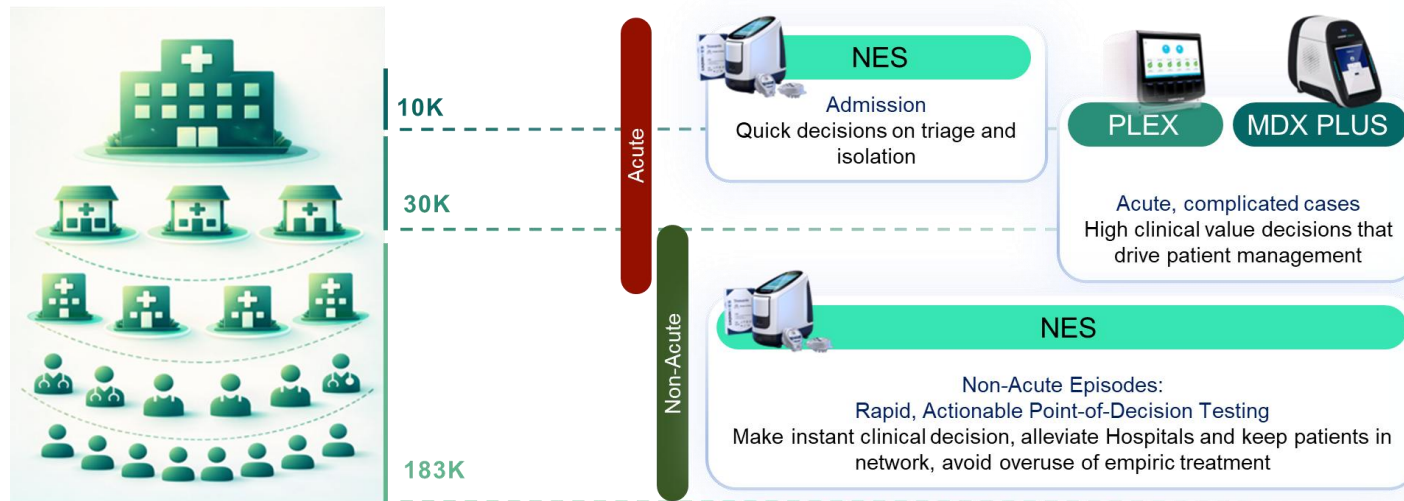 10K
30K
183K
Acute
Non-Acute
NES
Admission
Quick decisions on triage and
isolation
PLEX
MDX PLUS
Acute, complicated cases
High clinical value decisions that
drive patient management
NES
Non-Acute Episodes:
Rapid, Actionable Point-of-Decision Testing
Make instant clinical decision, alleviate Hospitals and keep patients in
network, avoid overuse of empiric treatment